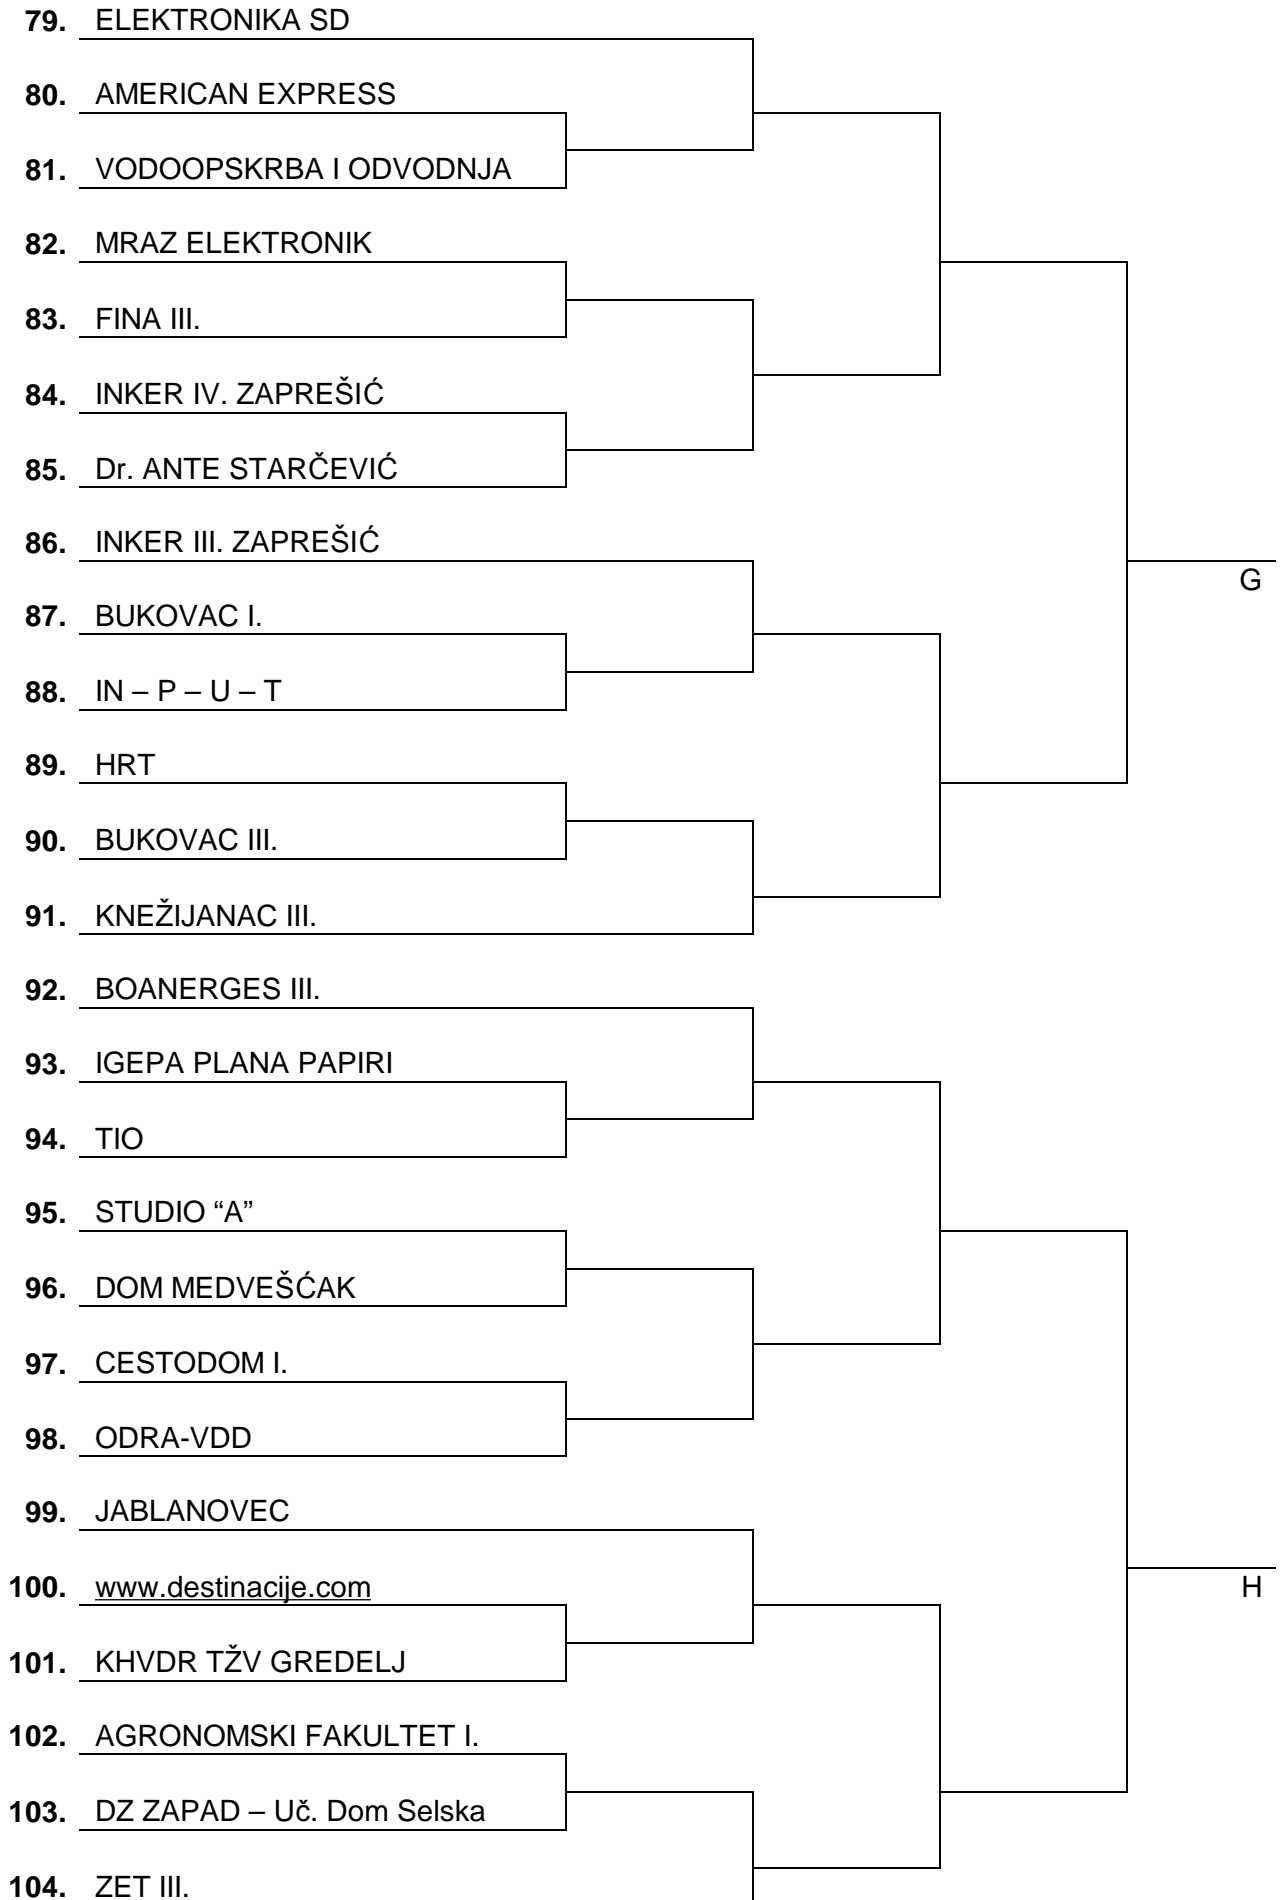 79. ELEKTRONIKA SD
80. AMERICAN EXPRESS
81. VODOOPSKRBA I ODVODNJA
82. MRAZ ELEKTRONIK
83. FINA III.
84. INKER IV. ZAPREŠIĆ
85. Dr. ANTE STARČEVIĆ
86. INKER III. ZAPREŠIĆ
G
87. BUKOVAC I.
88. IN – P – U – T
89. HRT
90. BUKOVAC III.
91. KNEŽIJANAC III.
92. BOANERGES III.
93. IGEPA PLANA PAPIRI
94. TIO
95. STUDIO “A”
96. DOM MEDVEŠĆAK
97. CESTODOM I.
98. ODRA-VDD
99. JABLANOVEC
100. www.destinacije.com
H
101. KHVDR TŽV GREDELJ
102. AGRONOMSKI FAKULTET I.
103. DZ ZAPAD – Uč. Dom Selska
104. ZET III.